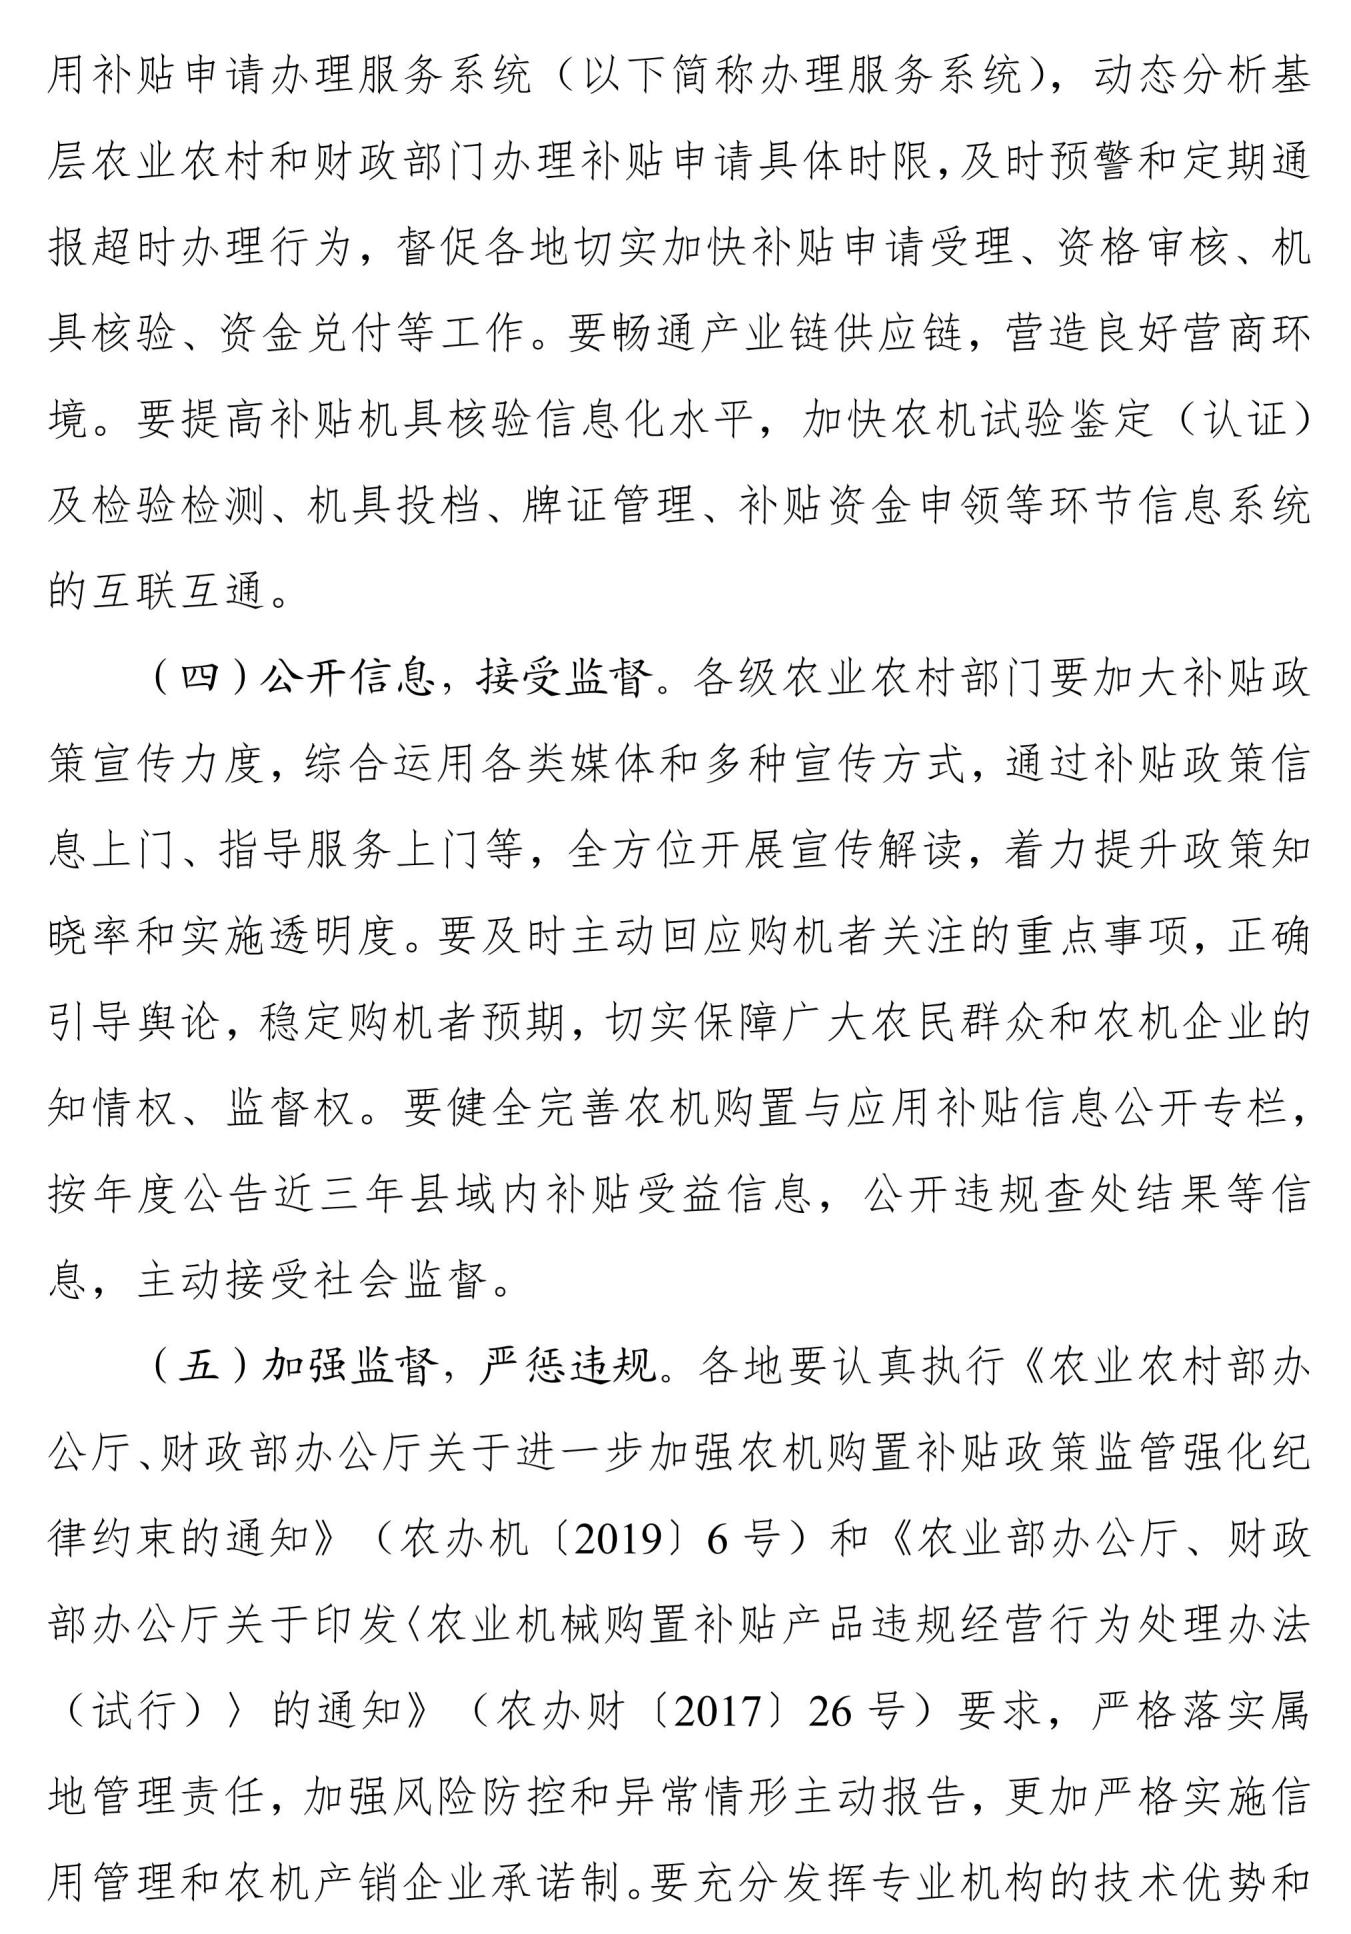 用补贴申请办理服务系统（以下简称办理服务系统），动态分析基
层农业农村和财政部门办理补贴申请具体时限，及时预警和定期通
报超时办理行为，督促各地切实加快补贴申请受理、资格审核、机
具核验、资金兑付等工作。要畅通产业链供应链，营造良好营商环
境。要提高补贴机具核验信息化水平，加快农机试验鉴定（认证）
及检验检测、机具投档、牌证管理、补贴资金申领等环节信息系统
的互联互通。
（四）公开信息，接受监督。各级农业农村部门要加大补贴政
策宣传力度，综合运用各类媒体和多种宣传方式，通过补贴政策信
息上门、指导服务上门等，全方位开展宣传解读，着力提升政策知
晓率和实施透明度。要及时主动回应购机者关注的重点事项，正确
引导舆论，稳定购机者预期，切实保障广大农民群众和农机企业的
知情权、监督权。要健全完善农机购置与应用补贴信息公开专栏，
按年度公告近三年县域内补贴受益信息，公开违规查处结果等信
息，主动接受社会监督。
（五）加强监督，严惩违规。各地要认真执行《农业农村部办
公厅、财政部办公厅关于进一步加强农机购置补贴政策监管强化纪
律约束的通知》（农办机〔2019〕6号）和《农业部办公厅、财政
部办公厅关于印发〈农业机械购置补贴产品违规经营行为处理办法
（试行）〉的通知》（农办财〔2017〕26号）要求，严格落实属
地管理责任，加强风险防控和异常情形主动报告，更加严格实施信
用管理和农机产销企业承诺制。要充分发挥专业机构的技术优势和